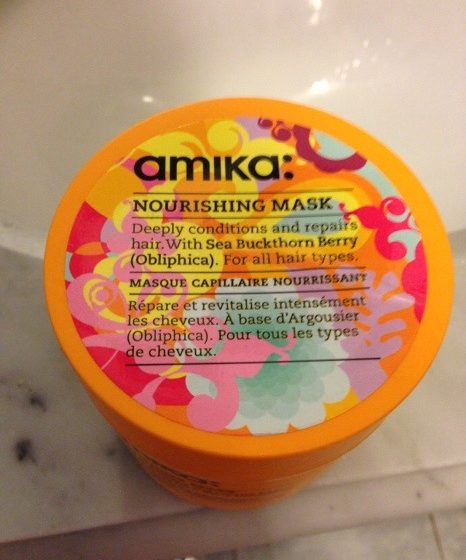 amika:
NOURISHING MASK
Deeply conditions and repairs
hair. With Sea Buckthorn Berry
(Obliphica). For all hair types.
MASQUE CAPILLAIRE NOURRISSANT
Répare et revitalise intensément
les cheveux. À base d'Argousier
(Obliphica). Pour tous les types
de cheveux.